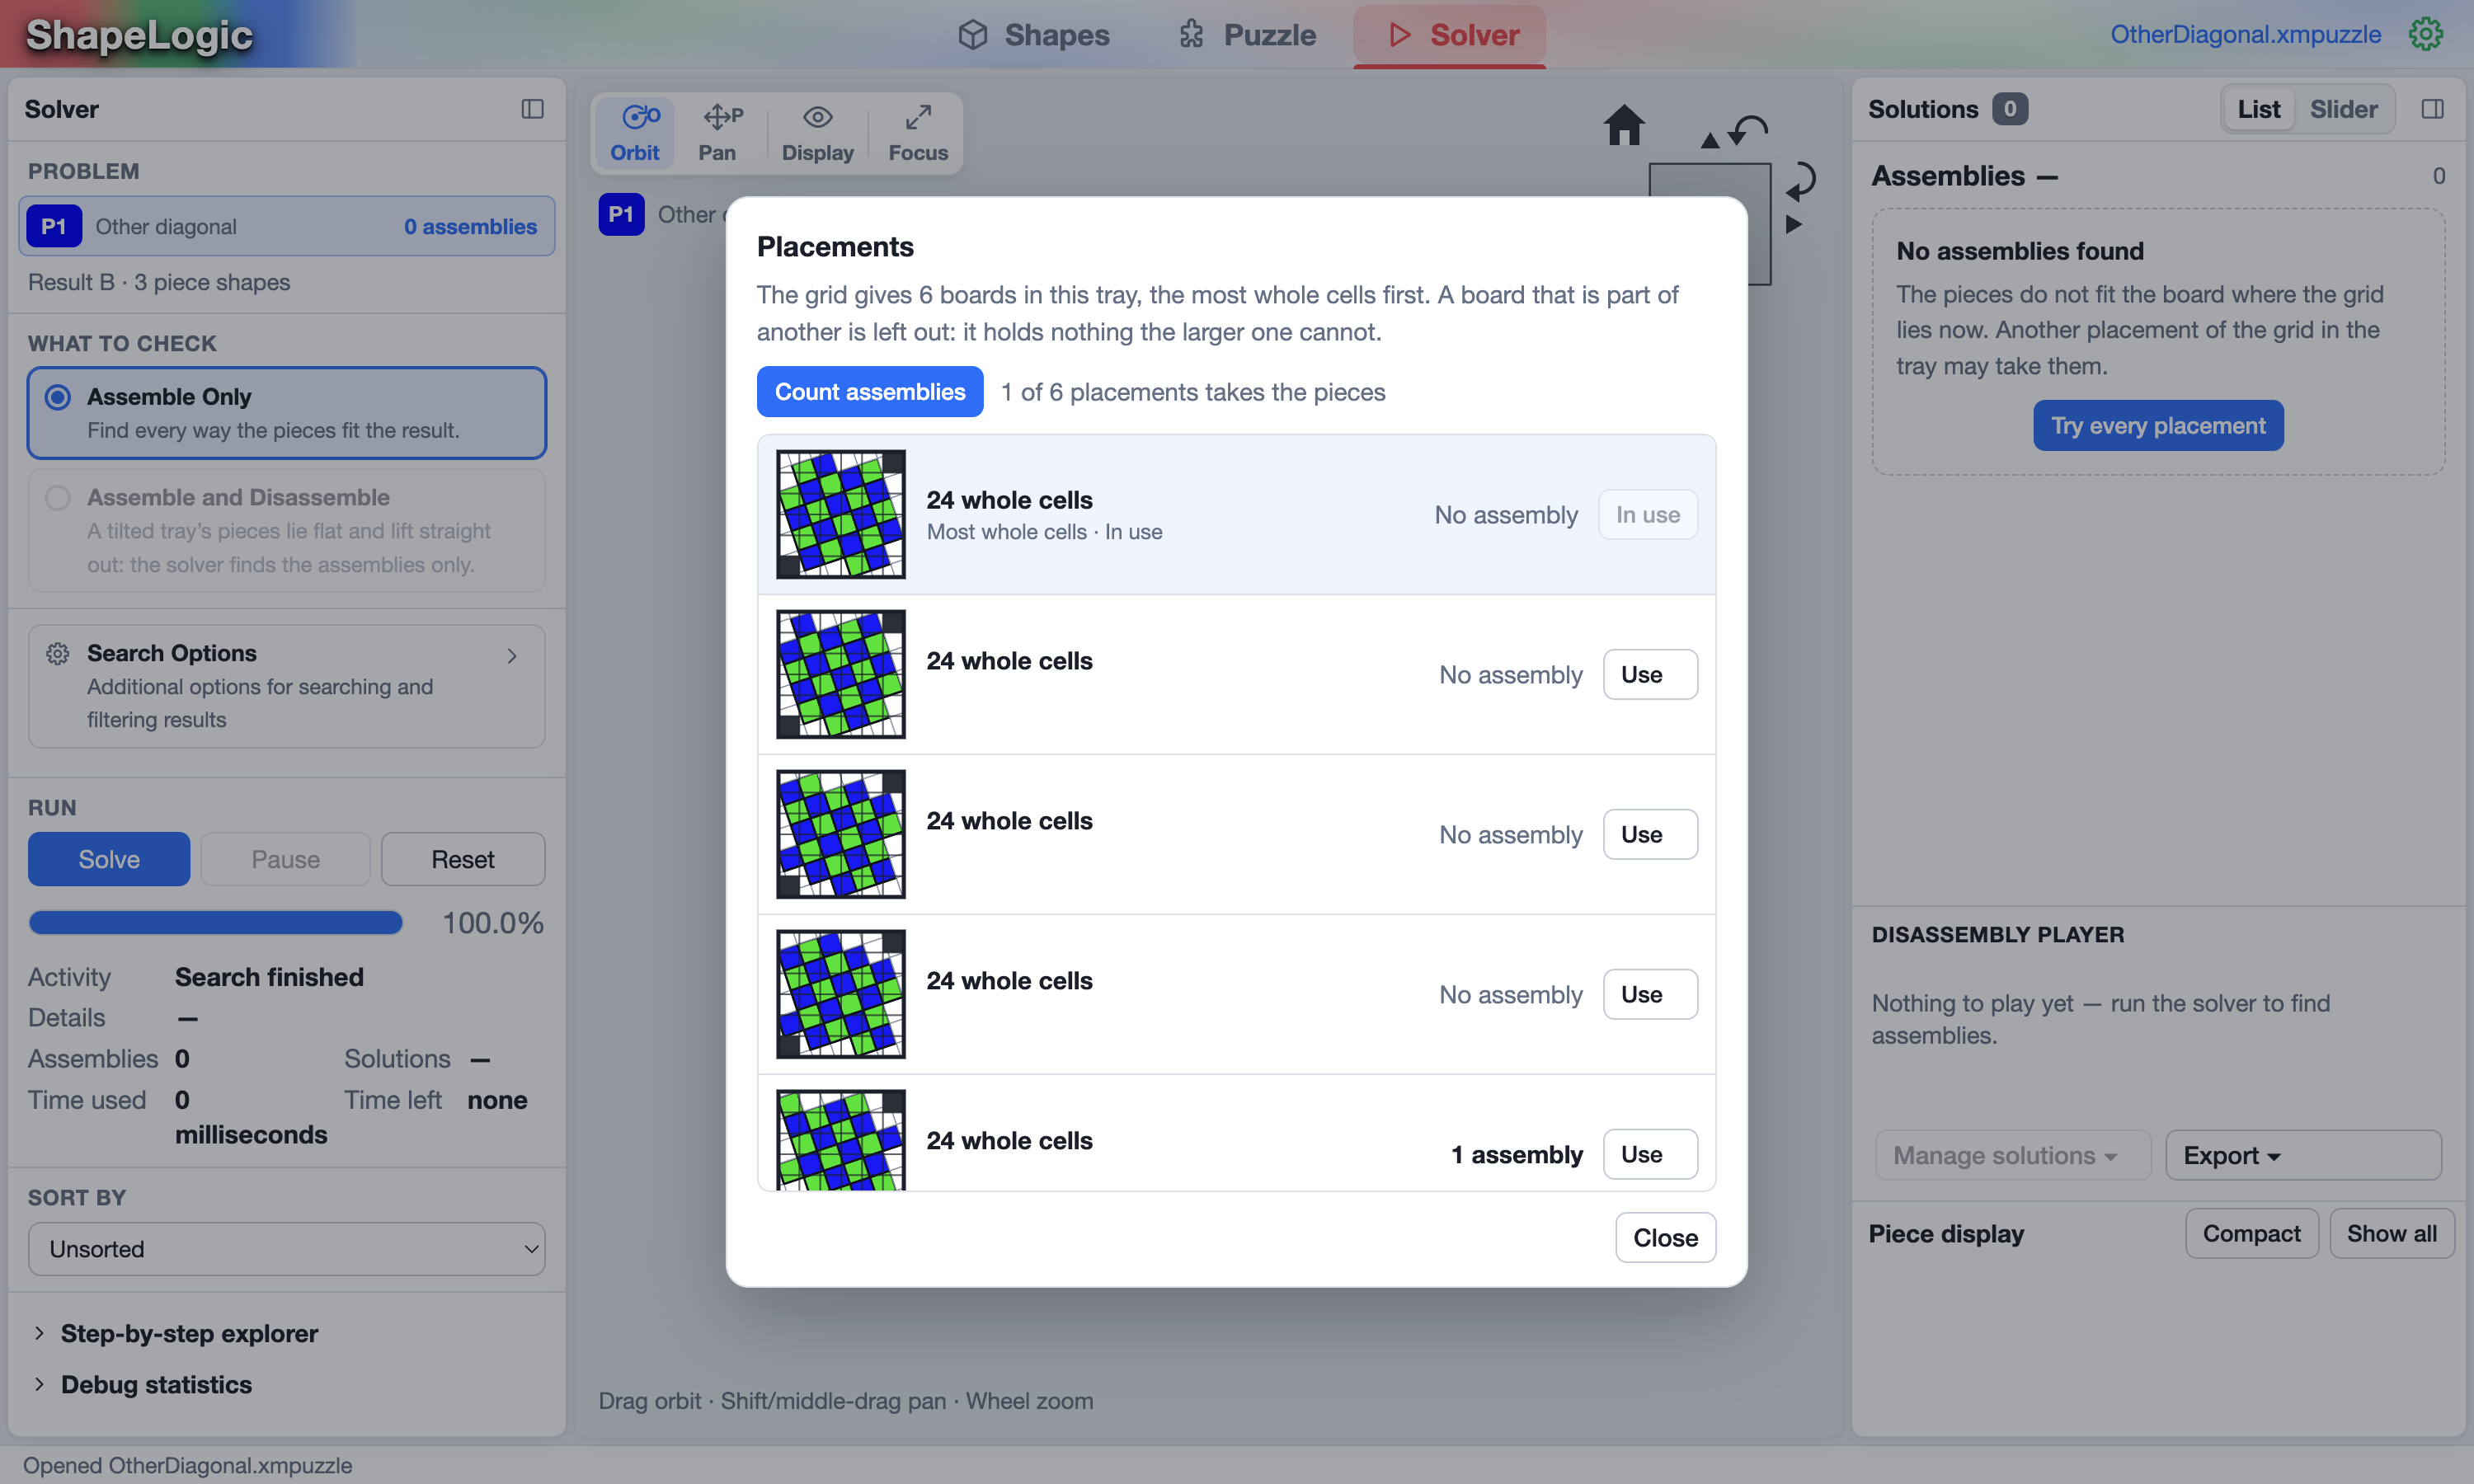 ShapeLogic
Shapes
Puzzle
Solver
OtherDiagonal.xmpuzzle
Solver
PROBLEM
P1 Other diagonal 0 assemblies
Result B · 3 piece shapes
WHAT TO CHECK
Assemble Only
Find every way the pieces fit the result.
Assemble and Disassemble
A tilted tray’s pieces lie flat and lift straight
out: the solver finds the assemblies only.
Search Options
Additional options for searching and
filtering results
RUN
Solve Pause Reset
100.0%
Activity Search finished
Details —
Assemblies 0 Solutions —
Time used 0 Time left none
milliseconds
SORT BY
Unsorted
Step-by-step explorer
Debug statistics
O P
Orbit Pan Display Focus
P1 Other
Placements
The grid gives 6 boards in this tray, the most whole cells first. A board that is part of
another is left out: it holds nothing the larger one cannot.
Count assemblies 1 of 6 placements takes the pieces
24 whole cells
Most whole cells · In use
No assembly In use
24 whole cells
No assembly Use
24 whole cells
No assembly Use
24 whole cells
No assembly Use
24 whole cells
1 assembly Use
Close
Drag orbit · Shift/middle-drag pan · Wheel zoom
Solutions 0 List Slider
Assemblies — 0
No assemblies found
The pieces do not fit the board where the grid
lies now. Another placement of the grid in the
tray may take them.
Try every placement
DISASSEMBLY PLAYER
Nothing to play yet — run the solver to find
assemblies.
Manage solutions Export
Piece display Compact Show all
Opened OtherDiagonal.xmpuzzle